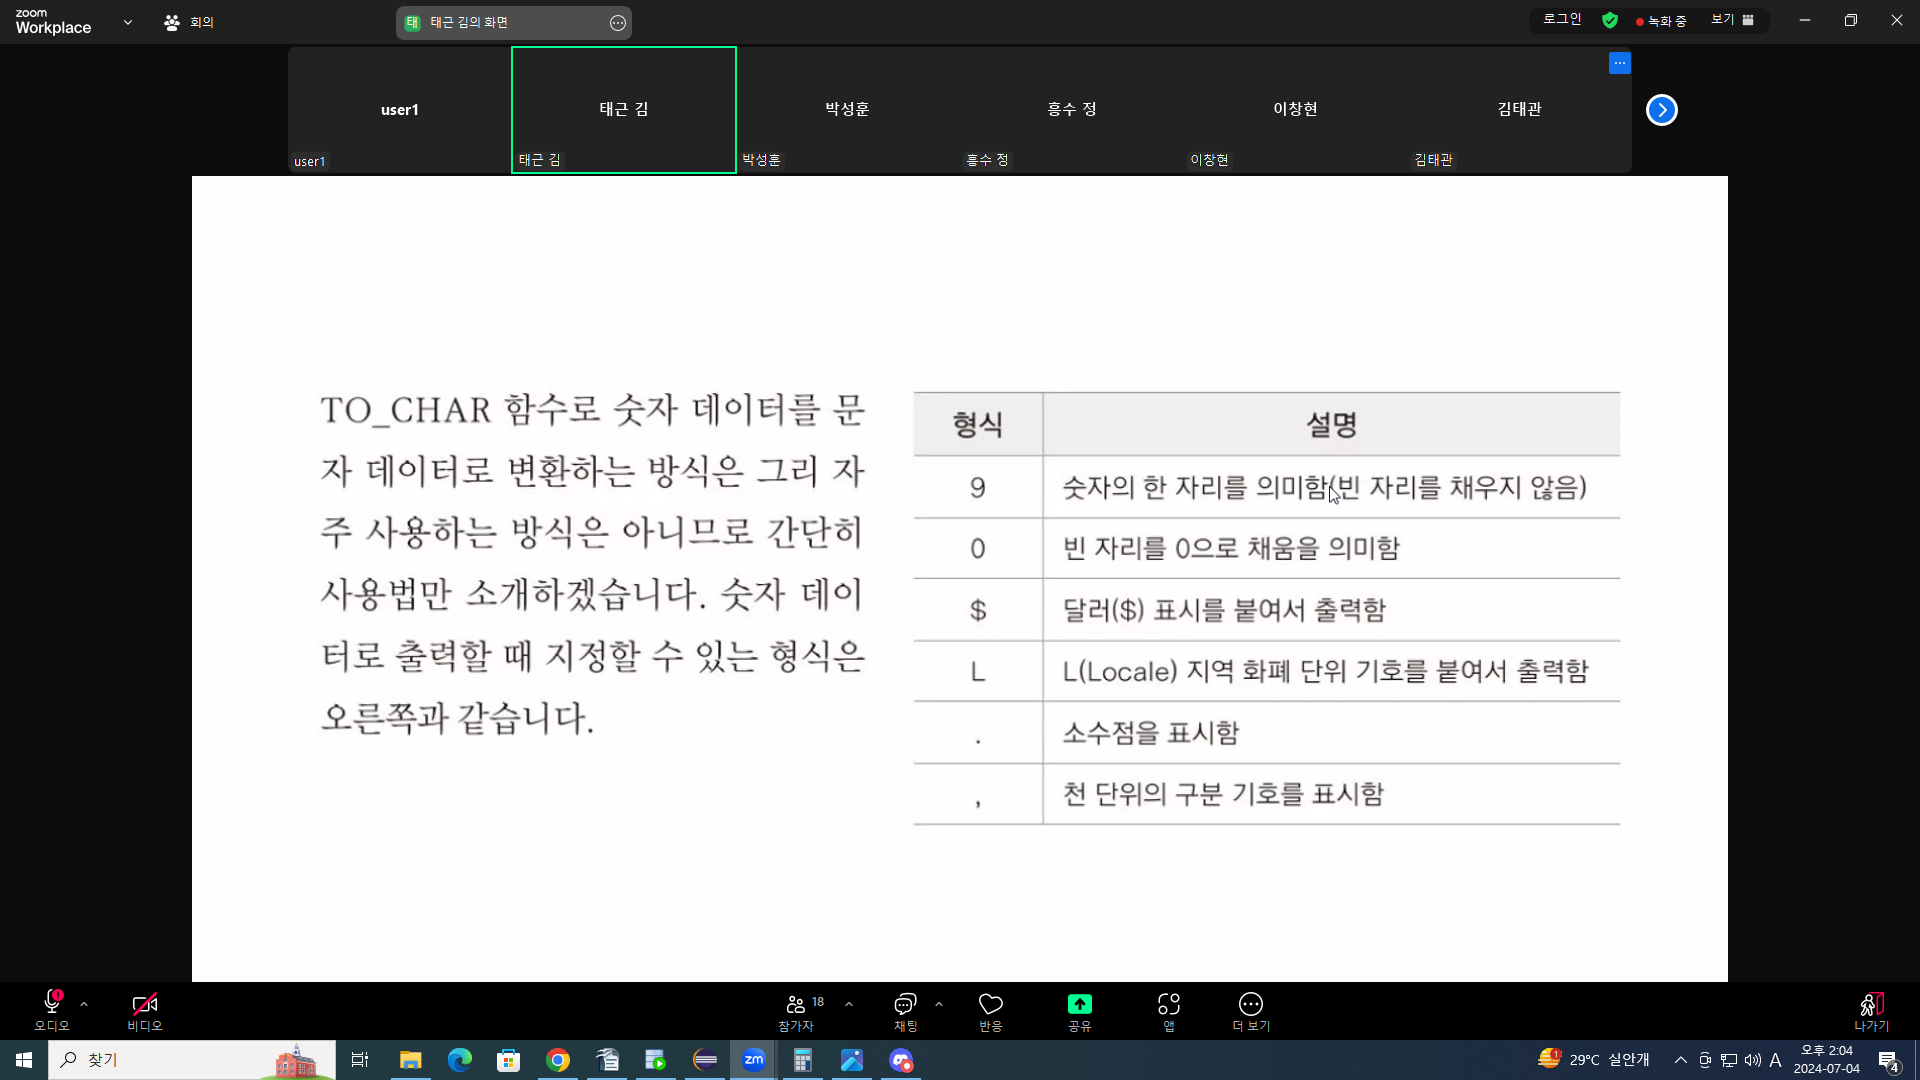 zoom
Workplace
회의
태 태근 김의 화면
로그인
녹화 중
보기
user1
태근 김
박성훈
흥수 정
이창현
김태관
user1
태근 김
박성훈
흥수 정
이창현
김태관
TO_CHAR 함수로 숫자 데이터를 문
자 데이터로 변환하는 방식은 그리 자
주 사용하는 방식은 아니므로 간단히
사용법만 소개하겠습니다. 숫자 데이
터로 출력할 때 지정할 수 있는 형식은
오른쪽과 같습니다.
형식 설명
9 숫자의 한 자리를 의미함(빈 자리를 채우지 않음)
0 빈 자리를 0으로 채움을 의미함
$ 달러($) 표시를 붙여서 출력함
L L(Locale) 지역 화폐 단위 기호를 붙여서 출력함
. 소수점을 표시함
, 천 단위의 구분 기호를 표시함
오디오
비디오
18
참가자
채팅
반응
공유
앱
더 보기
나가기
찾기
zm
1
29°C 실안개
A
오후 2:04
2024-07-04
4